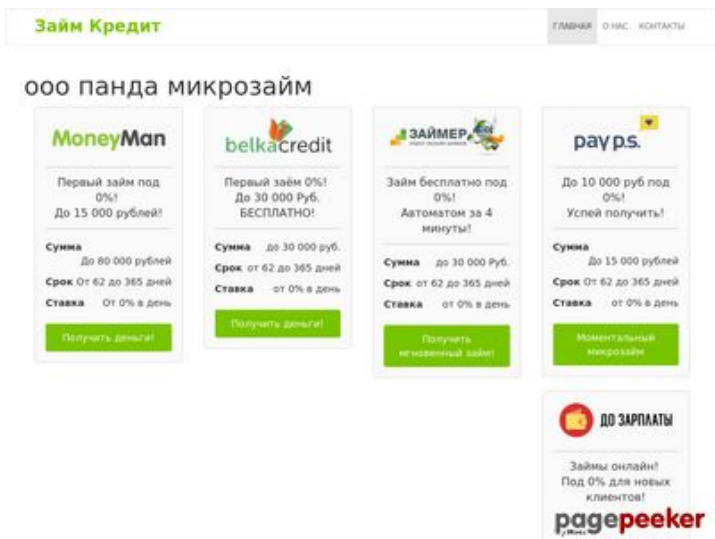 Займ Кредит
ГЛАВНАЯ О НАС КОНТАКТЫ
ооо панда микрозайм
MoneyMan
Первый займ под
0%!
До 15 000 рублей!
Сумма
До 80 000 рублей
Срок От 62 до 365 дней
Ставка От 0% в день
Получить деньги!
belkacredit
Первый заём 0%!
До 30 000 Руб.
БЕСПЛАТНО!
Сумма до 30 000 руб.
Срок от 62 до 365 дней
Ставка от 0% в день
Получить деньги!
ЗАЙМЕР
Займ бесплатно под
0%!
Автоматом за 4
минуты!
Сумма до 30 000 Руб.
Срок от 62 до 365 дней
Ставка от 0% в день
Получить
мгновенный займ!
pay p.s.
До 10 000 руб под
0%!
Успей получить!
Сумма
До 15 000 рублей
Срок От 62 до 365 дней
Ставка от 0% в день
Моментальный
микрозайм
ДО ЗАРПЛАТЫ
Займы онлайн!
Под 0% для новых
клиентов!
pagepeeker